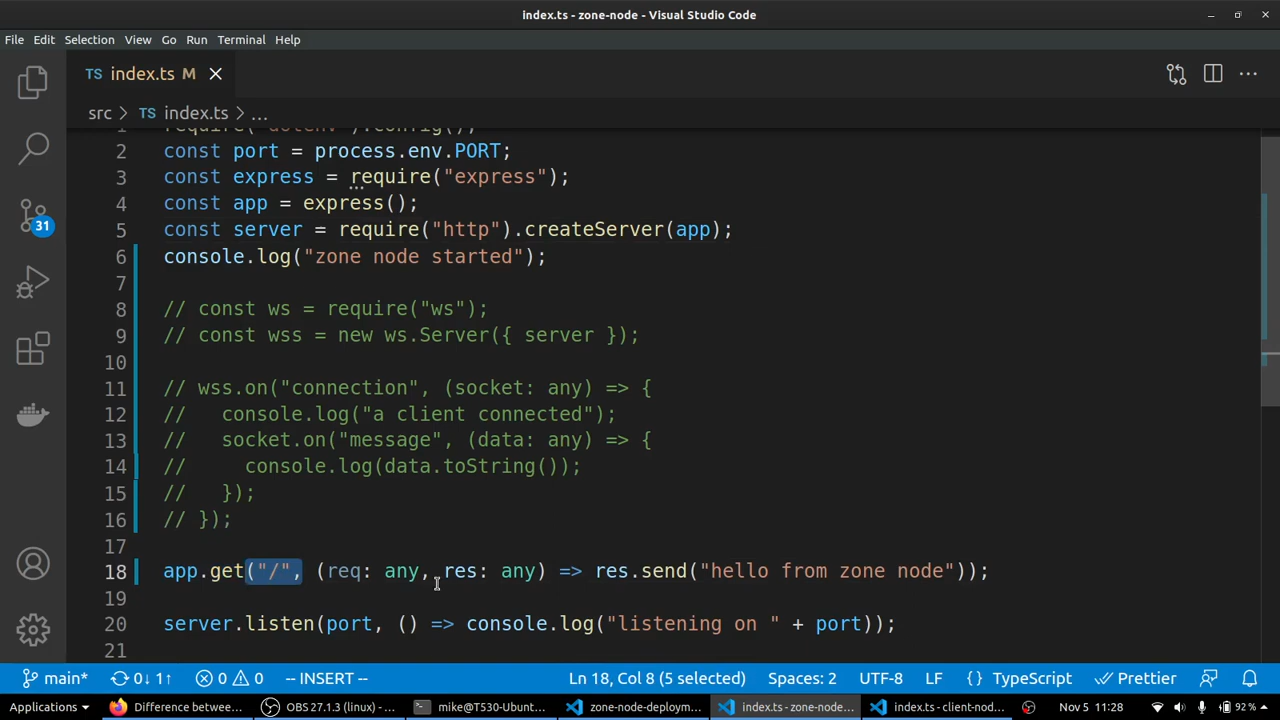 index.ts - zone-node - Visual Studio Code
File Edit Selection View Go Run Terminal Help
TS index.ts M
src > TS index.ts > ...
1 require("dotenv").config();
2 const port = process.env.PORT;
3 const express = require("express");
4 const app = express();
5 const server = require("http").createServer(app);
6 console.log("zone node started");
7
8 // const ws = require("ws");
9 // const wss = new ws.Server({ server });
10
11 // wss.on("connection", (socket: any) => {
12 //   console.log("a client connected");
13 //   socket.on("message", (data: any) => {
14 //     console.log(data.toString());
15 //   });
16 // });
17
18 app.get("/", (req: any, res: any) => res.send("hello from zone node"));
19
20 server.listen(port, () => console.log("listening on " + port));
21
31
main* 0↓ 1↑ 0 0 -- INSERT -- Ln 18, Col 8 (5 selected) Spaces: 2 UTF-8 LF {} TypeScript Prettier
Applications Difference betwee... OBS 27.1.3 (linux) - ... mike@T530-Ubunt... zone-node-deploym... index.ts - zone-node... index.ts - client-nod... Nov 5 11:28 92 %